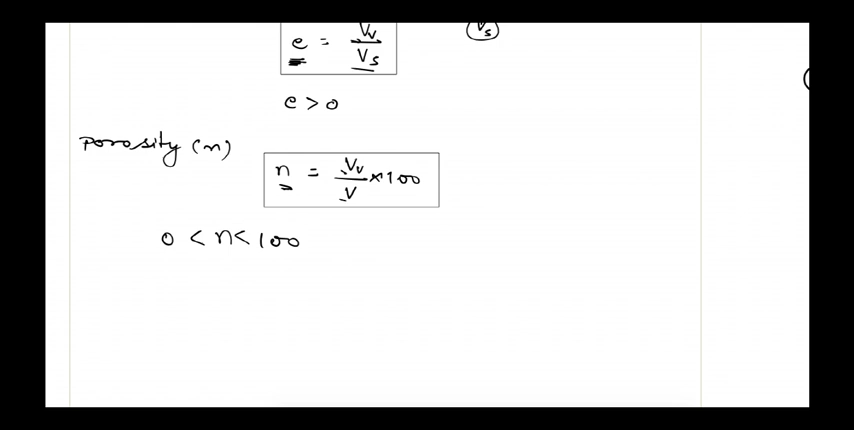 e = Vv/Vs
Vs
e > 0
Porosity (n)
n = Vv/V × 100
0 < n < 100